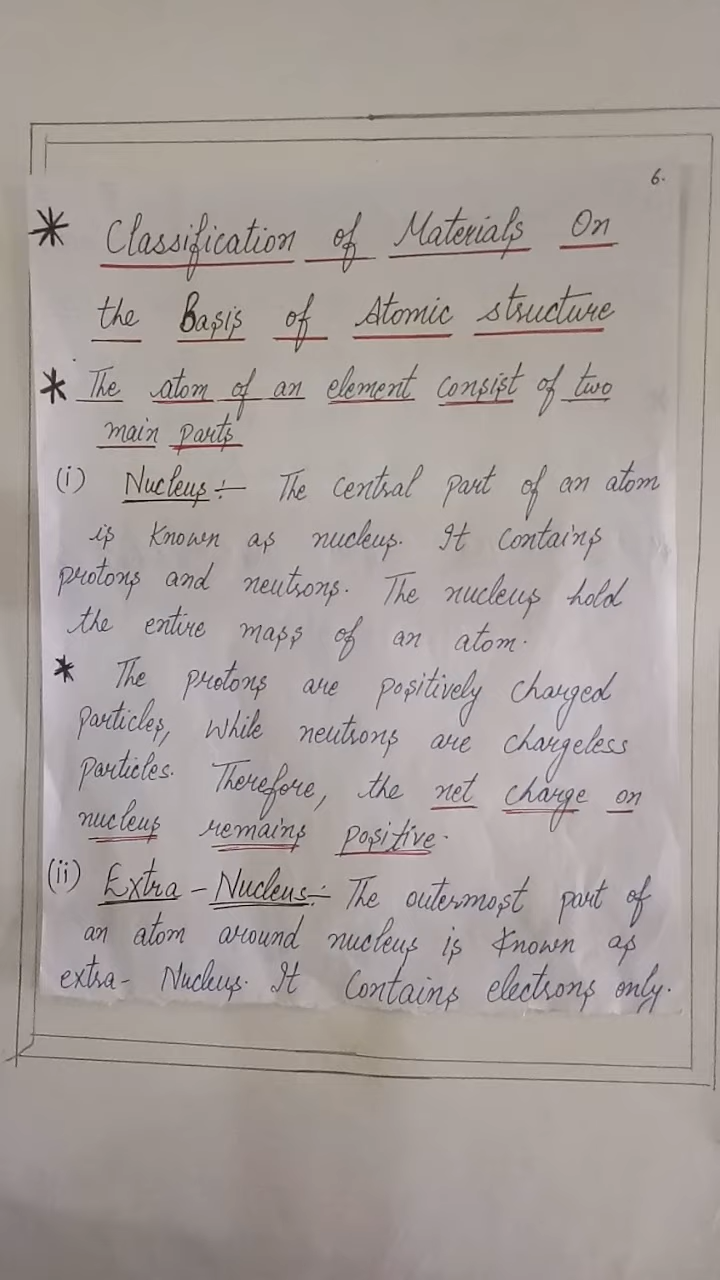 6.
* Classification of Materials On
the Basis of Atomic structure
* The atom of an element consist of two
main parts
(i) Nucleus :- The central part of an atom
is known as nucleus. It contains
protons and neutrons. The nucleus hold
the entire mass of an atom.
* The protons are positively charged
particles, while neutrons are chargeless
particles. Therefore, the net charge on
nucleus remains positive.
(ii) Extra - Nucleus :- The outermost part of
an atom around nucleus is known as
extra- Nucleus. It Contains electrons only.